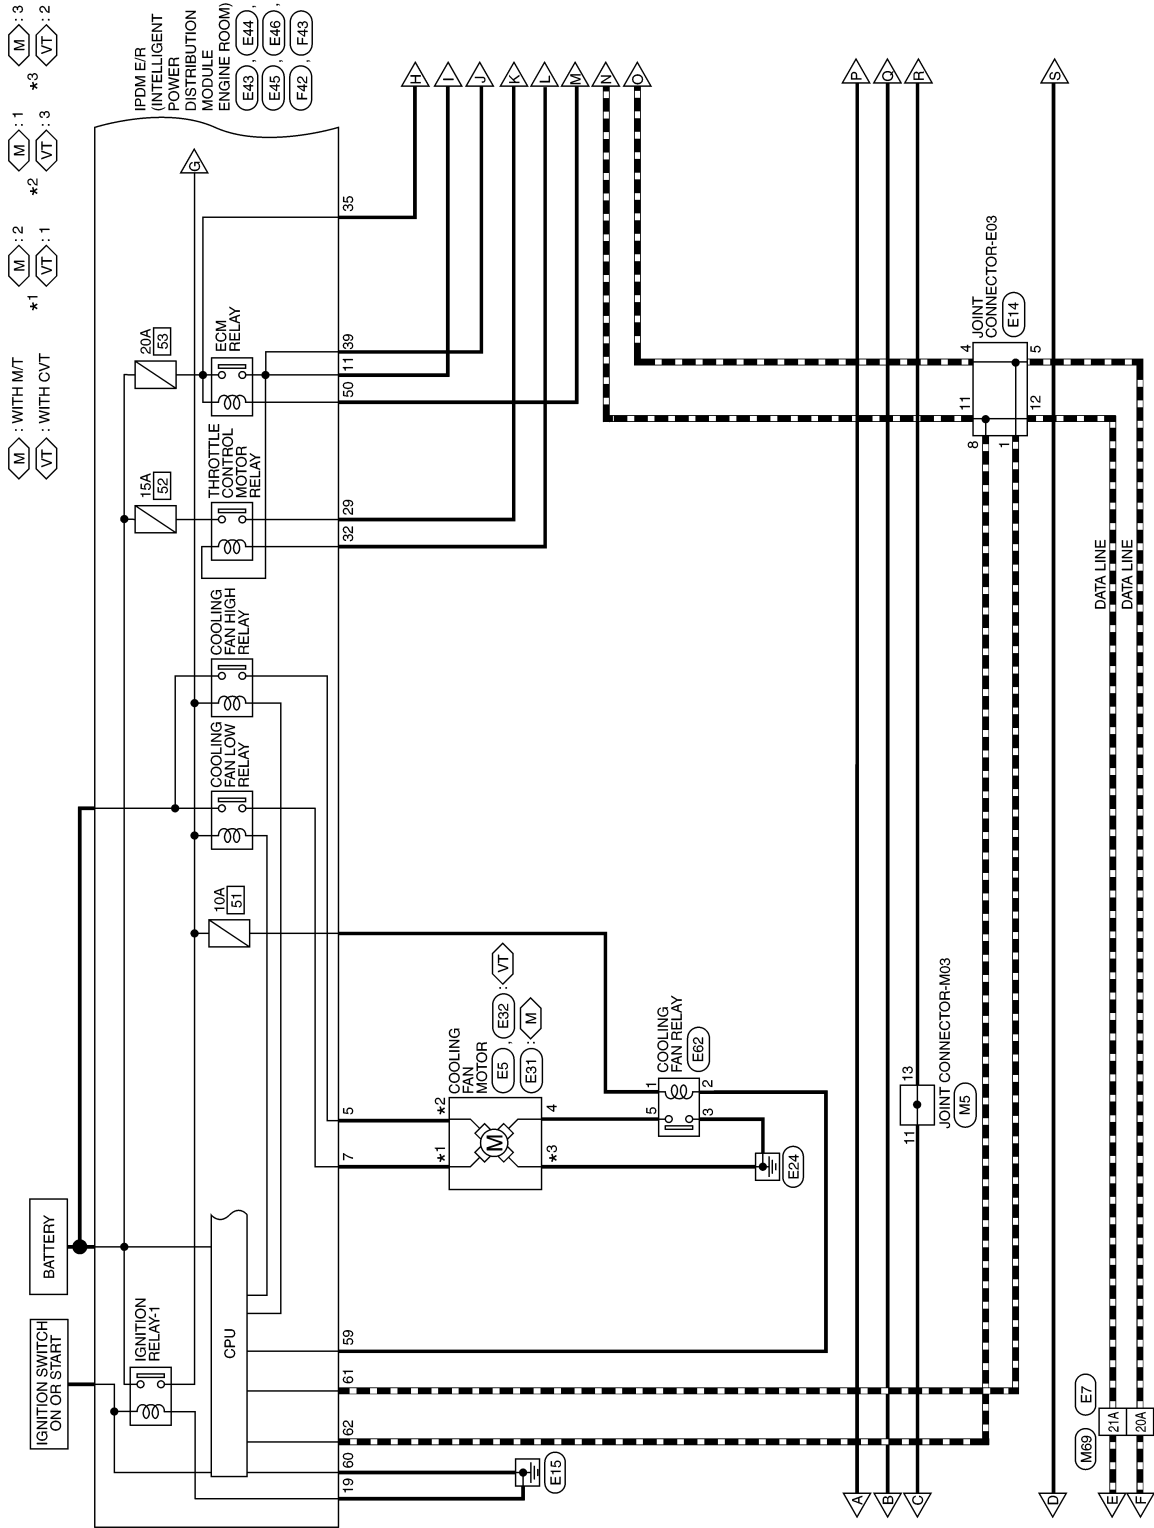 M : WITH M/T
VT : WITH CVT
*1 M : 2
VT : 1
*2 M : 1
VT : 3
*3 M : 3
VT : 2
IPDM E/R
(INTELLIGENT
POWER
DISTRIBUTION
MODULE
ENGINE ROOM)
E43 , E44 ,
E45 , E46 ,
F42 , F43
IGNITION SWITCH
ON OR START
BATTERY
IGNITION
RELAY-1
CPU
10A
51
COOLING
FAN LOW
RELAY
COOLING
FAN HIGH
RELAY
15A
52
THROTTLE
CONTROL
MOTOR
RELAY
20A
53
ECM
RELAY
G
19
60
62
61
59
7
5
32
29
50
11
39
35
H
I
J
K
L
M
N
O
E15
COOLING
FAN
MOTOR
E5 , E32 : VT
E31 : M
*1
*2
M
*3
4
COOLING
FAN RELAY
E62
1
5
2
3
E24
P
Q
R
S
JOINT CONNECTOR-M03
M5
11
13
JOINT
CONNECTOR-E03
E14
8
11
4
1
12
5
DATA LINE
DATA LINE
M69
E7
21A
20A
A
B
C
D
E
F